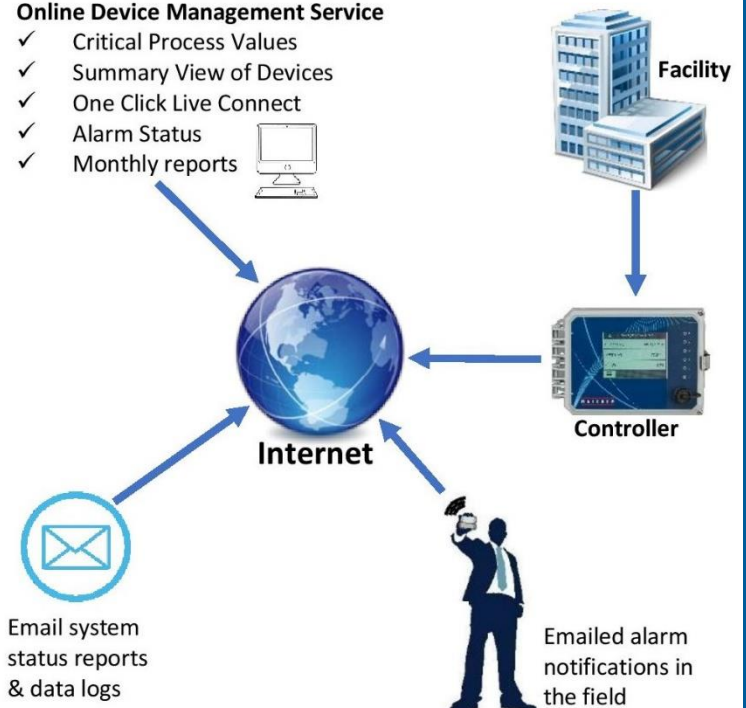 Online Device Management Service
✓ Critical Process Values
✓ Summary View of Devices
✓ One Click Live Connect
✓ Alarm Status
✓ Monthly reports
Facility
Controller
Internet
Email system
status reports
& data logs
Emailed alarm
notifications in
the field